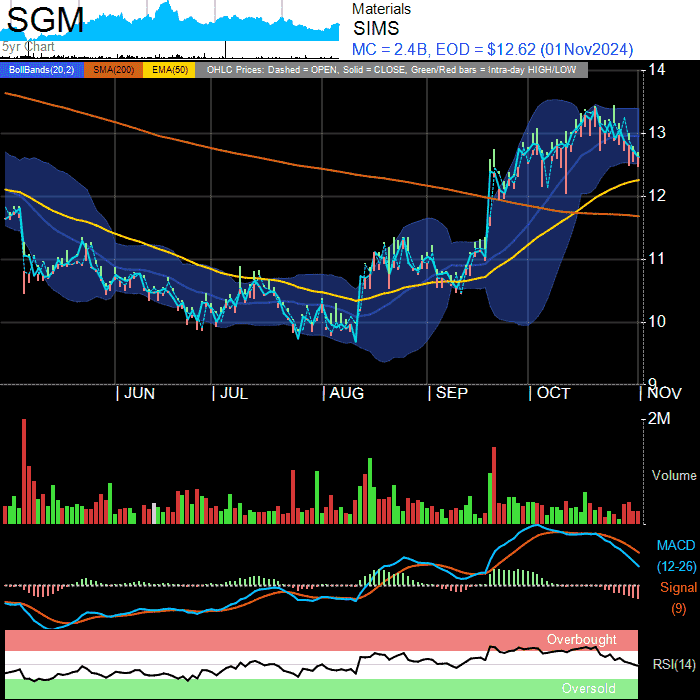 SGM
5yr Chart
Materials
SIMS
MC = 2.4B, EOD = $12.62 (01Nov2024)
BollBands(20,2) SMA(200) EMA(50) OHLC Prices: Dashed = OPEN, Solid = CLOSE, Green/Red bars = Intra-day HIGH/LOW
14
13
12
11
10
9
JUN JUL AUG SEP OCT NOV
2M
Volume
MACD
(12-26)
Signal
(9)
Overbought
RSI(14)
Oversold